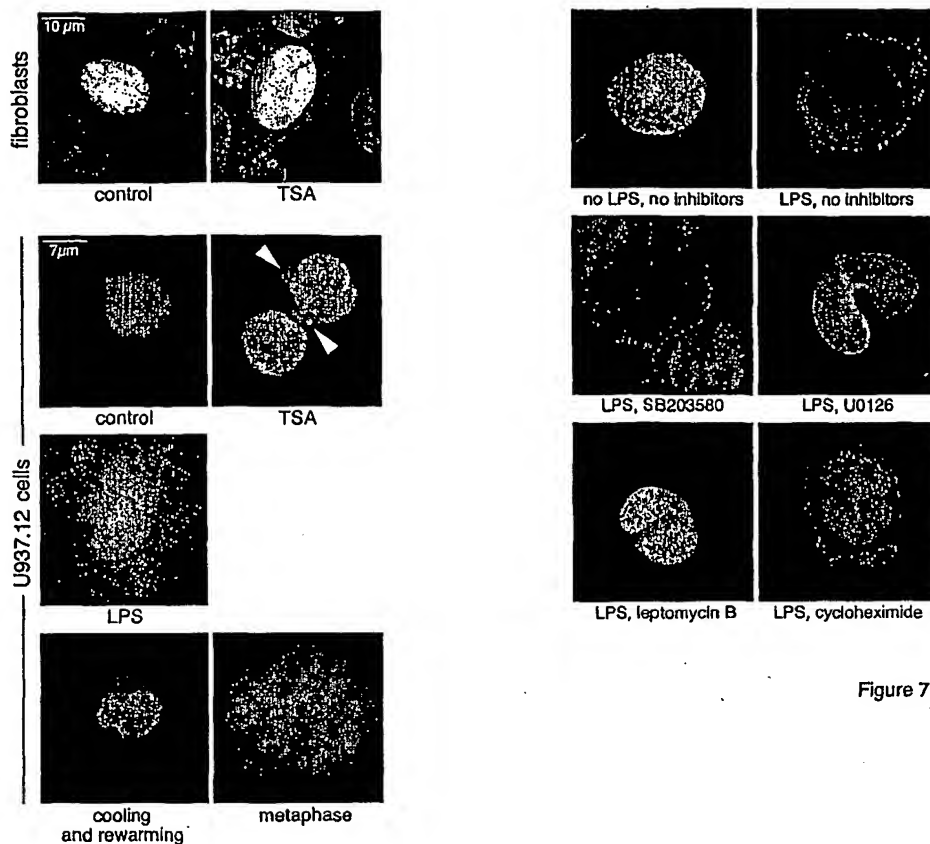 fibroblasts
10 µm
control
TSA
U937.12 cells
7µm
control
TSA
LPS
cooling
and rewarming
metaphase
no LPS, no inhibitors
LPS, no inhibitors
LPS, SB203580
LPS, U0126
LPS, leptomycin B
LPS, cycloheximide
Figure 7